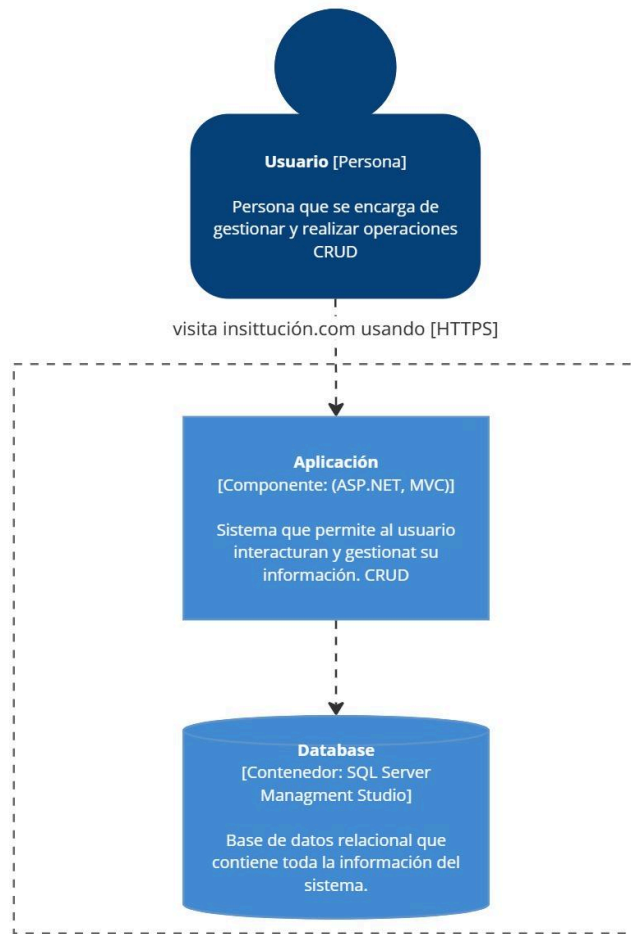 Usuario [Persona]
Persona que se encarga de
gestionar y realizar operaciones
CRUD
visita insittución.com usando [HTTPS]
Aplicación
[Componente: (ASP.NET, MVC)]
Sistema que permite al usuario
interacturan y gestionat su
información. CRUD
Database
[Contenedor: SQL Server
Managment Studio]
Base de datos relacional que
contiene toda la información del
sistema.